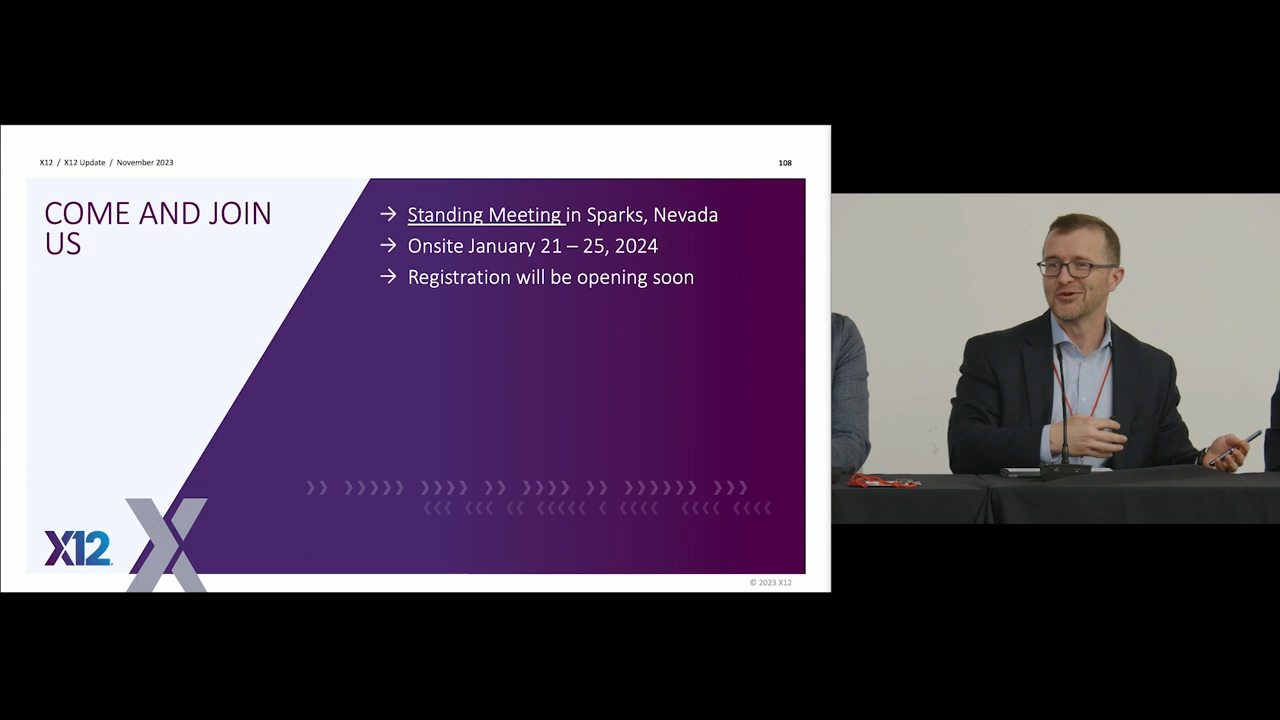 X12 / X12 Update / November 2023
108
COME AND JOIN
US
Standing Meeting in Sparks, Nevada
Onsite January 21 – 25, 2024
Registration will be opening soon
X12
© 2023 X12